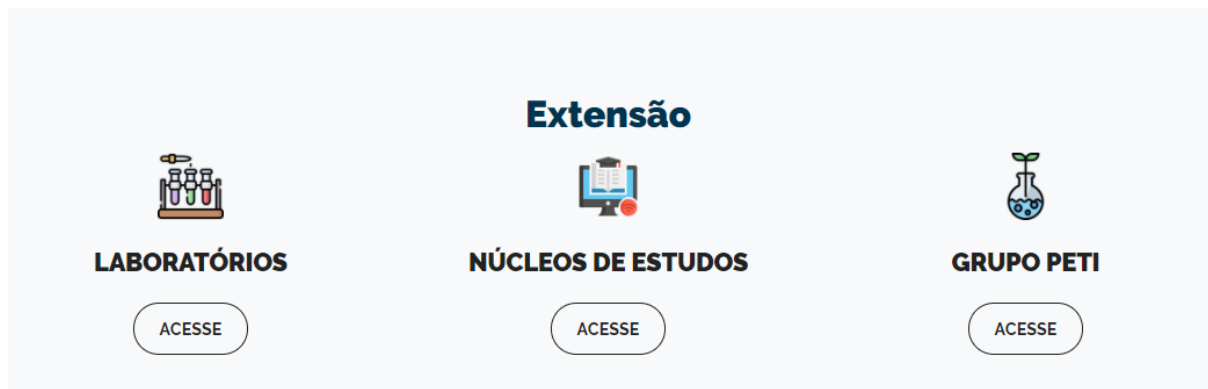 Extensão
LABORATÓRIOS
NÚCLEOS DE ESTUDOS
GRUPO PETI
ACESSE
ACESSE
ACESSE